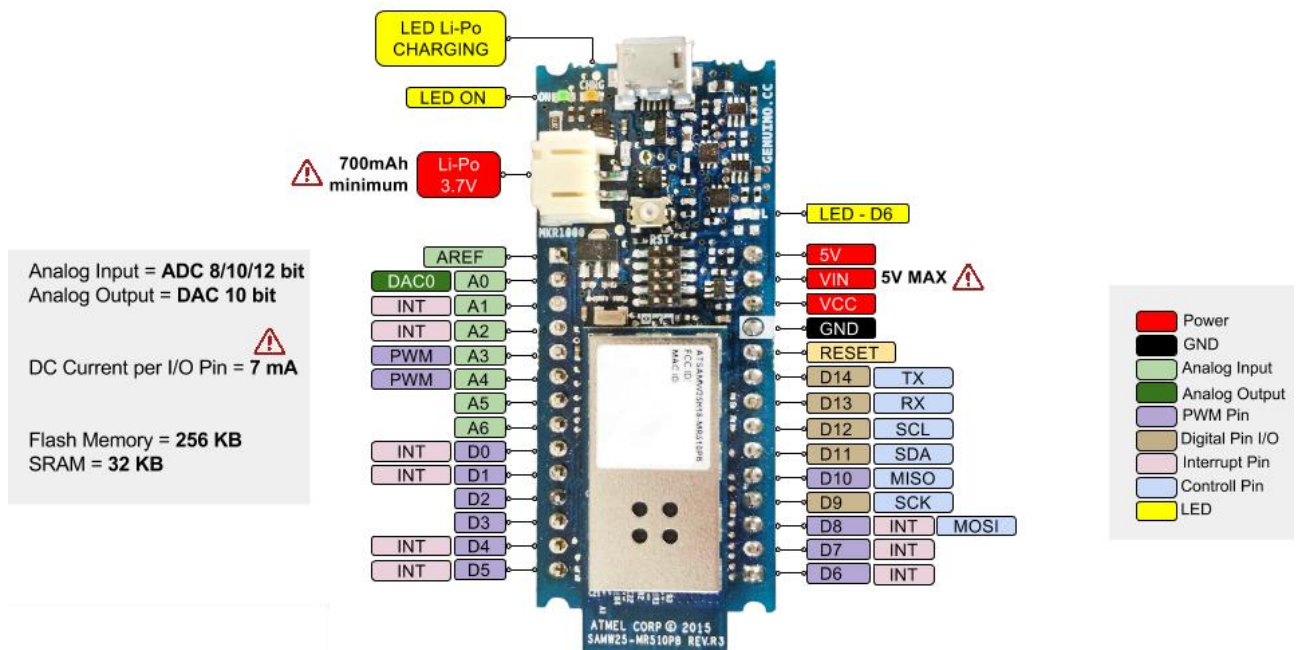 LED Li-Po
CHARGING
LED ON
700mAh
minimum
Li-Po
3.7V
ON
CHRG
GENUINO.CC
L
MKR1000
RST
LED - D6
AREF
DAC0 A0
INT A1
INT A2
PWM A3
PWM A4
A5
A6
INT D0
INT D1
D2
D3
INT D4
INT D5
5V
VIN 5V MAX
VCC
GND
RESET
D14 TX
D13 RX
D12 SCL
D11 SDA
D10 MISO
D9 SCK
D8 INT MOSI
D7 INT
D6 INT
Analog Input = ADC 8/10/12 bit
Analog Output = DAC 10 bit
DC Current per I/O Pin = 7 mA
Flash Memory = 256 KB
SRAM = 32 KB
Power
GND
Analog Input
Analog Output
PWM Pin
Digital Pin I/O
Interrupt Pin
Controll Pin
LED
ATSAMW25H18-MR510PB
FCC ID:
MAC ID:
ATMEL CORP © 2015
SAMW25-MR510PB REV.R3